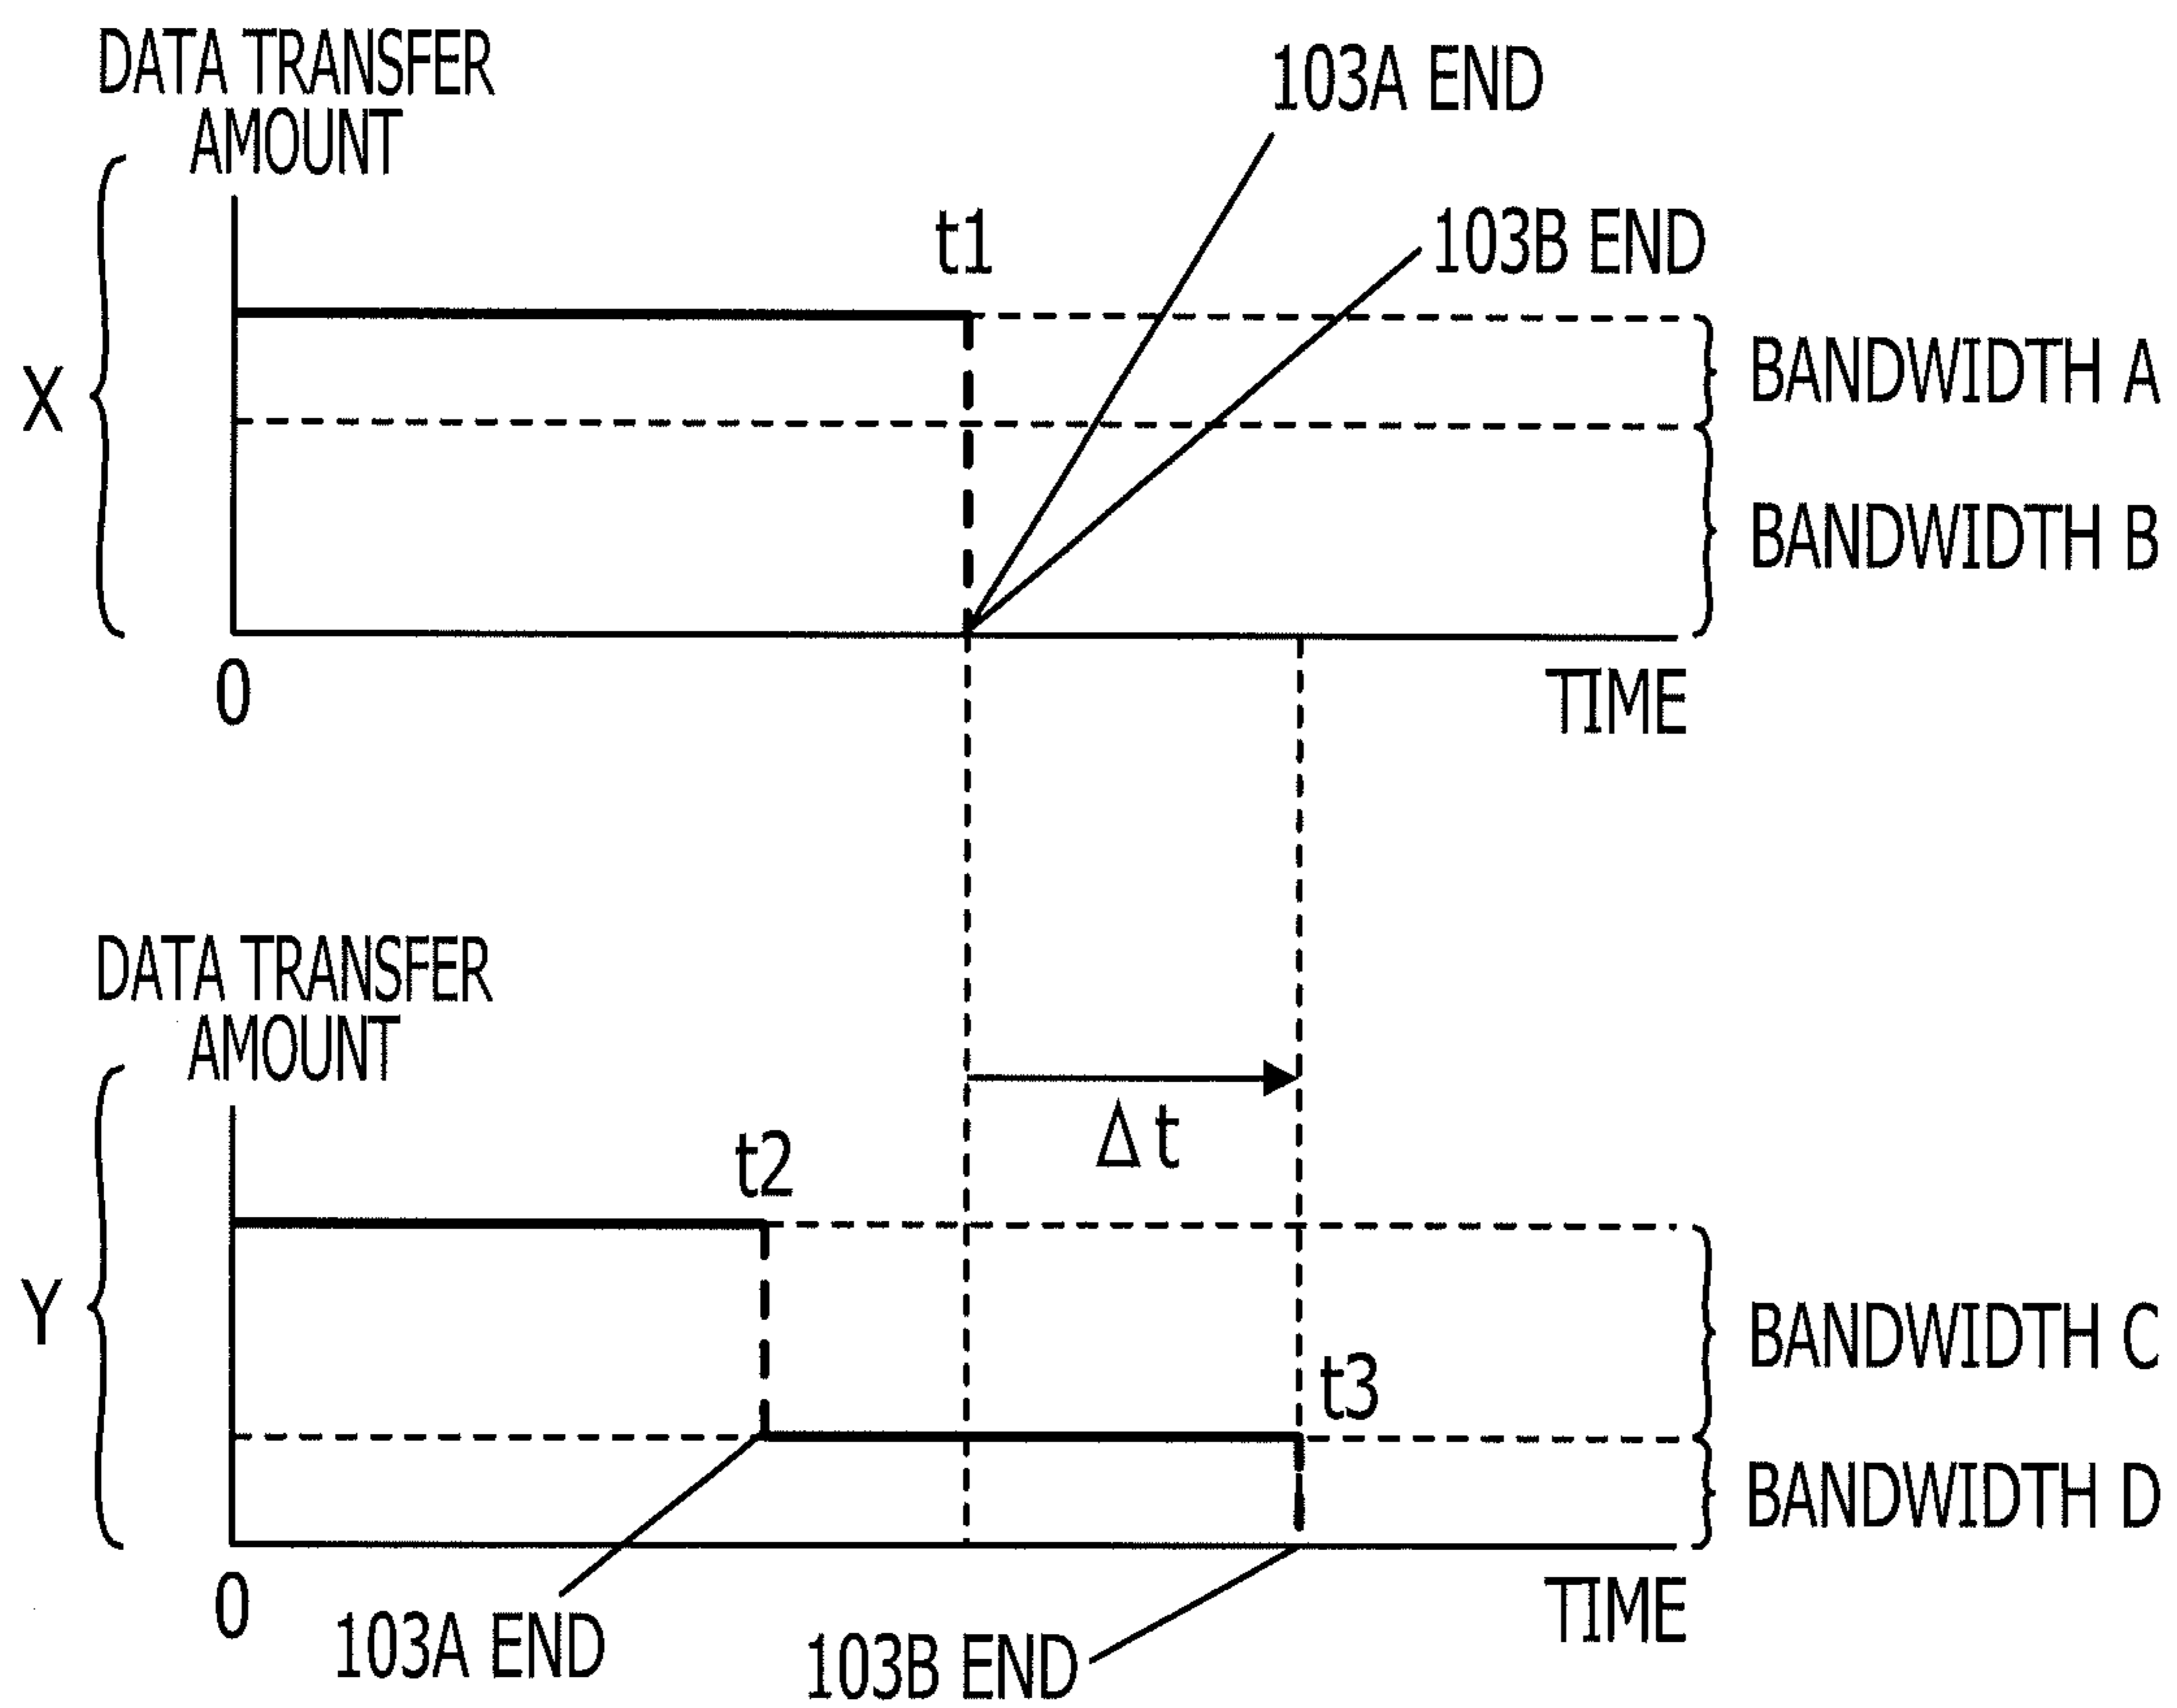 DATA TRANSFER
AMOUNT
103A END
t1
103B END
X
BANDWIDTH A
BANDWIDTH B
0
TIME
DATA TRANSFER
AMOUNT
Δt
t2
Y
BANDWIDTH C
t3
BANDWIDTH D
0
TIME
103A END
103B END